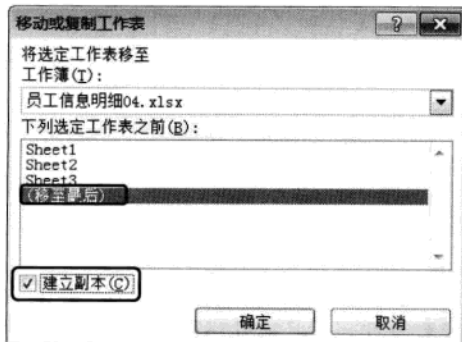 移动或复制工作表
将选定工作表移至
工作簿(T):
员工信息明细04.xlsx
下列选定工作表之前(B):
Sheet1
Sheet2
Sheet3
(移至最后)
建立副本(C)
确定
取消